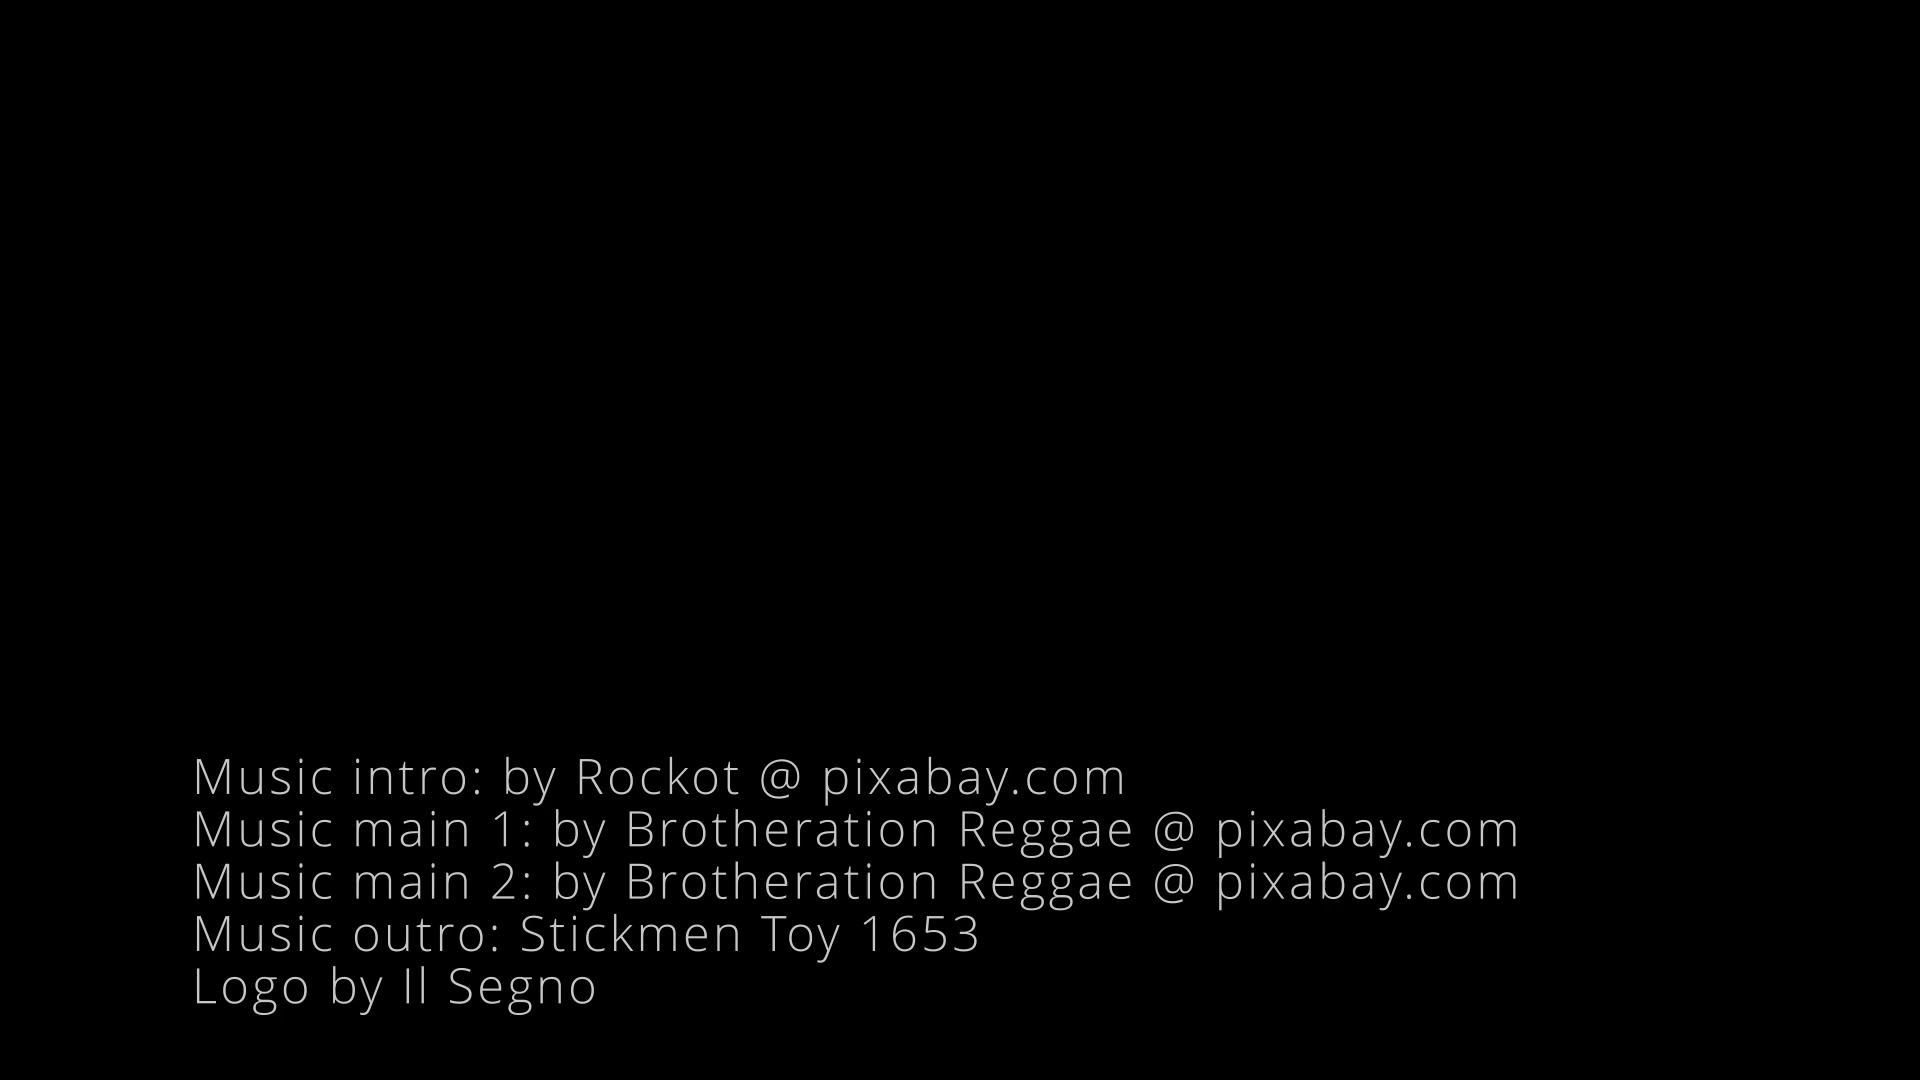 Music intro: by Rockot @ pixabay.com
Music main 1: by Brotheration Reggae @ pixabay.com
Music main 2: by Brotheration Reggae @ pixabay.com
Music outro: Stickmen Toy 1653
Logo by Il Segno